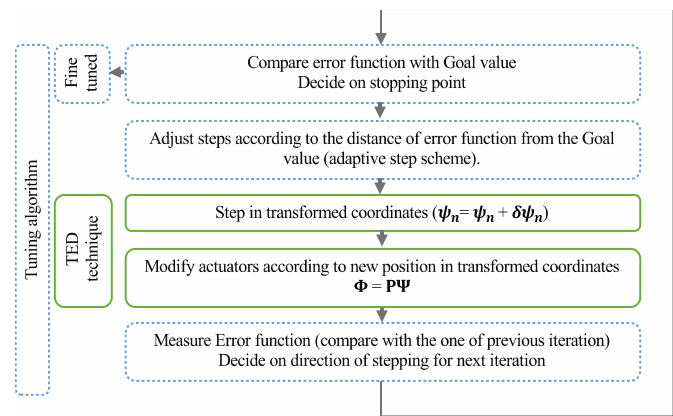 Tuning algorithm
Fine
tuned
Compare error function with Goal value
Decide on stopping point
Adjust steps according to the distance of error function from the Goal
value (adaptive step scheme).
TED
technique
Step in transformed coordinates (ψₙ= ψₙ + δψₙ)
Modify actuators according to new position in transformed coordinates
Φ = PΨ
Measure Error function (compare with the one of previous iteration)
Decide on direction of stepping for next iteration